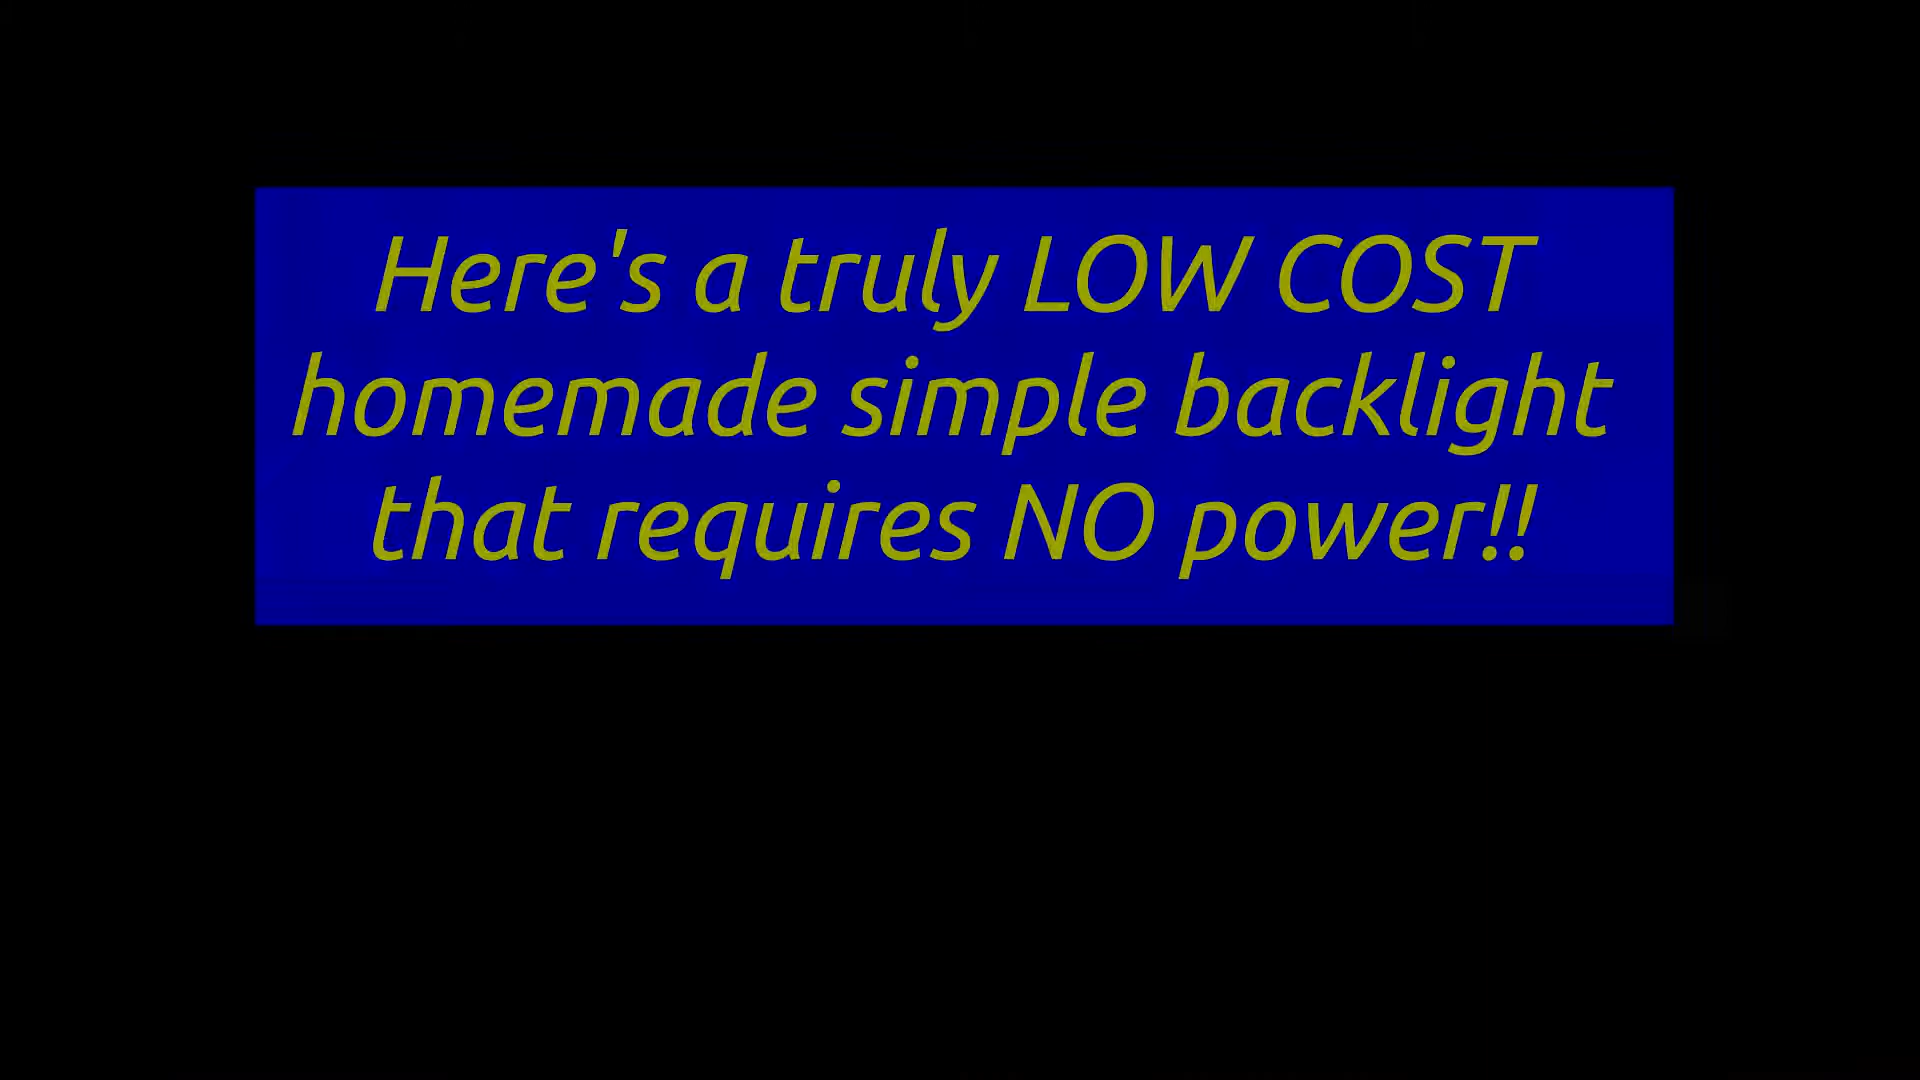 Here's a truly LOW COST
homemade simple backlight
that requires NO power!!